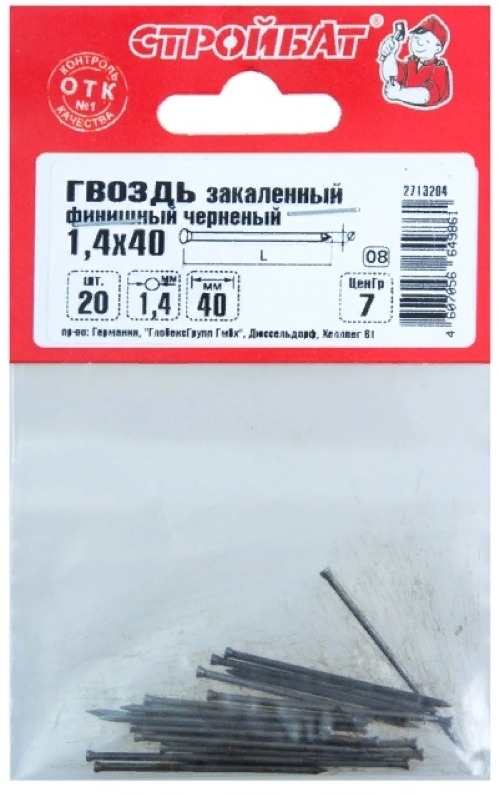 СТРОЙБАТ®
КОНТРОЛЬ
ОТК
№1
КАЧЕСТВА
ГВОЗДЬ закаленный
финишный черненый
1,4x40
2713204
L
ø
08
шт.
20
мм
1,4
мм
40
ЦенГр
7
пр-во: Германия, "ГлобексГрупп ГмбХ", Дюссельдорф, Хеллвег 61
4 607056 649861